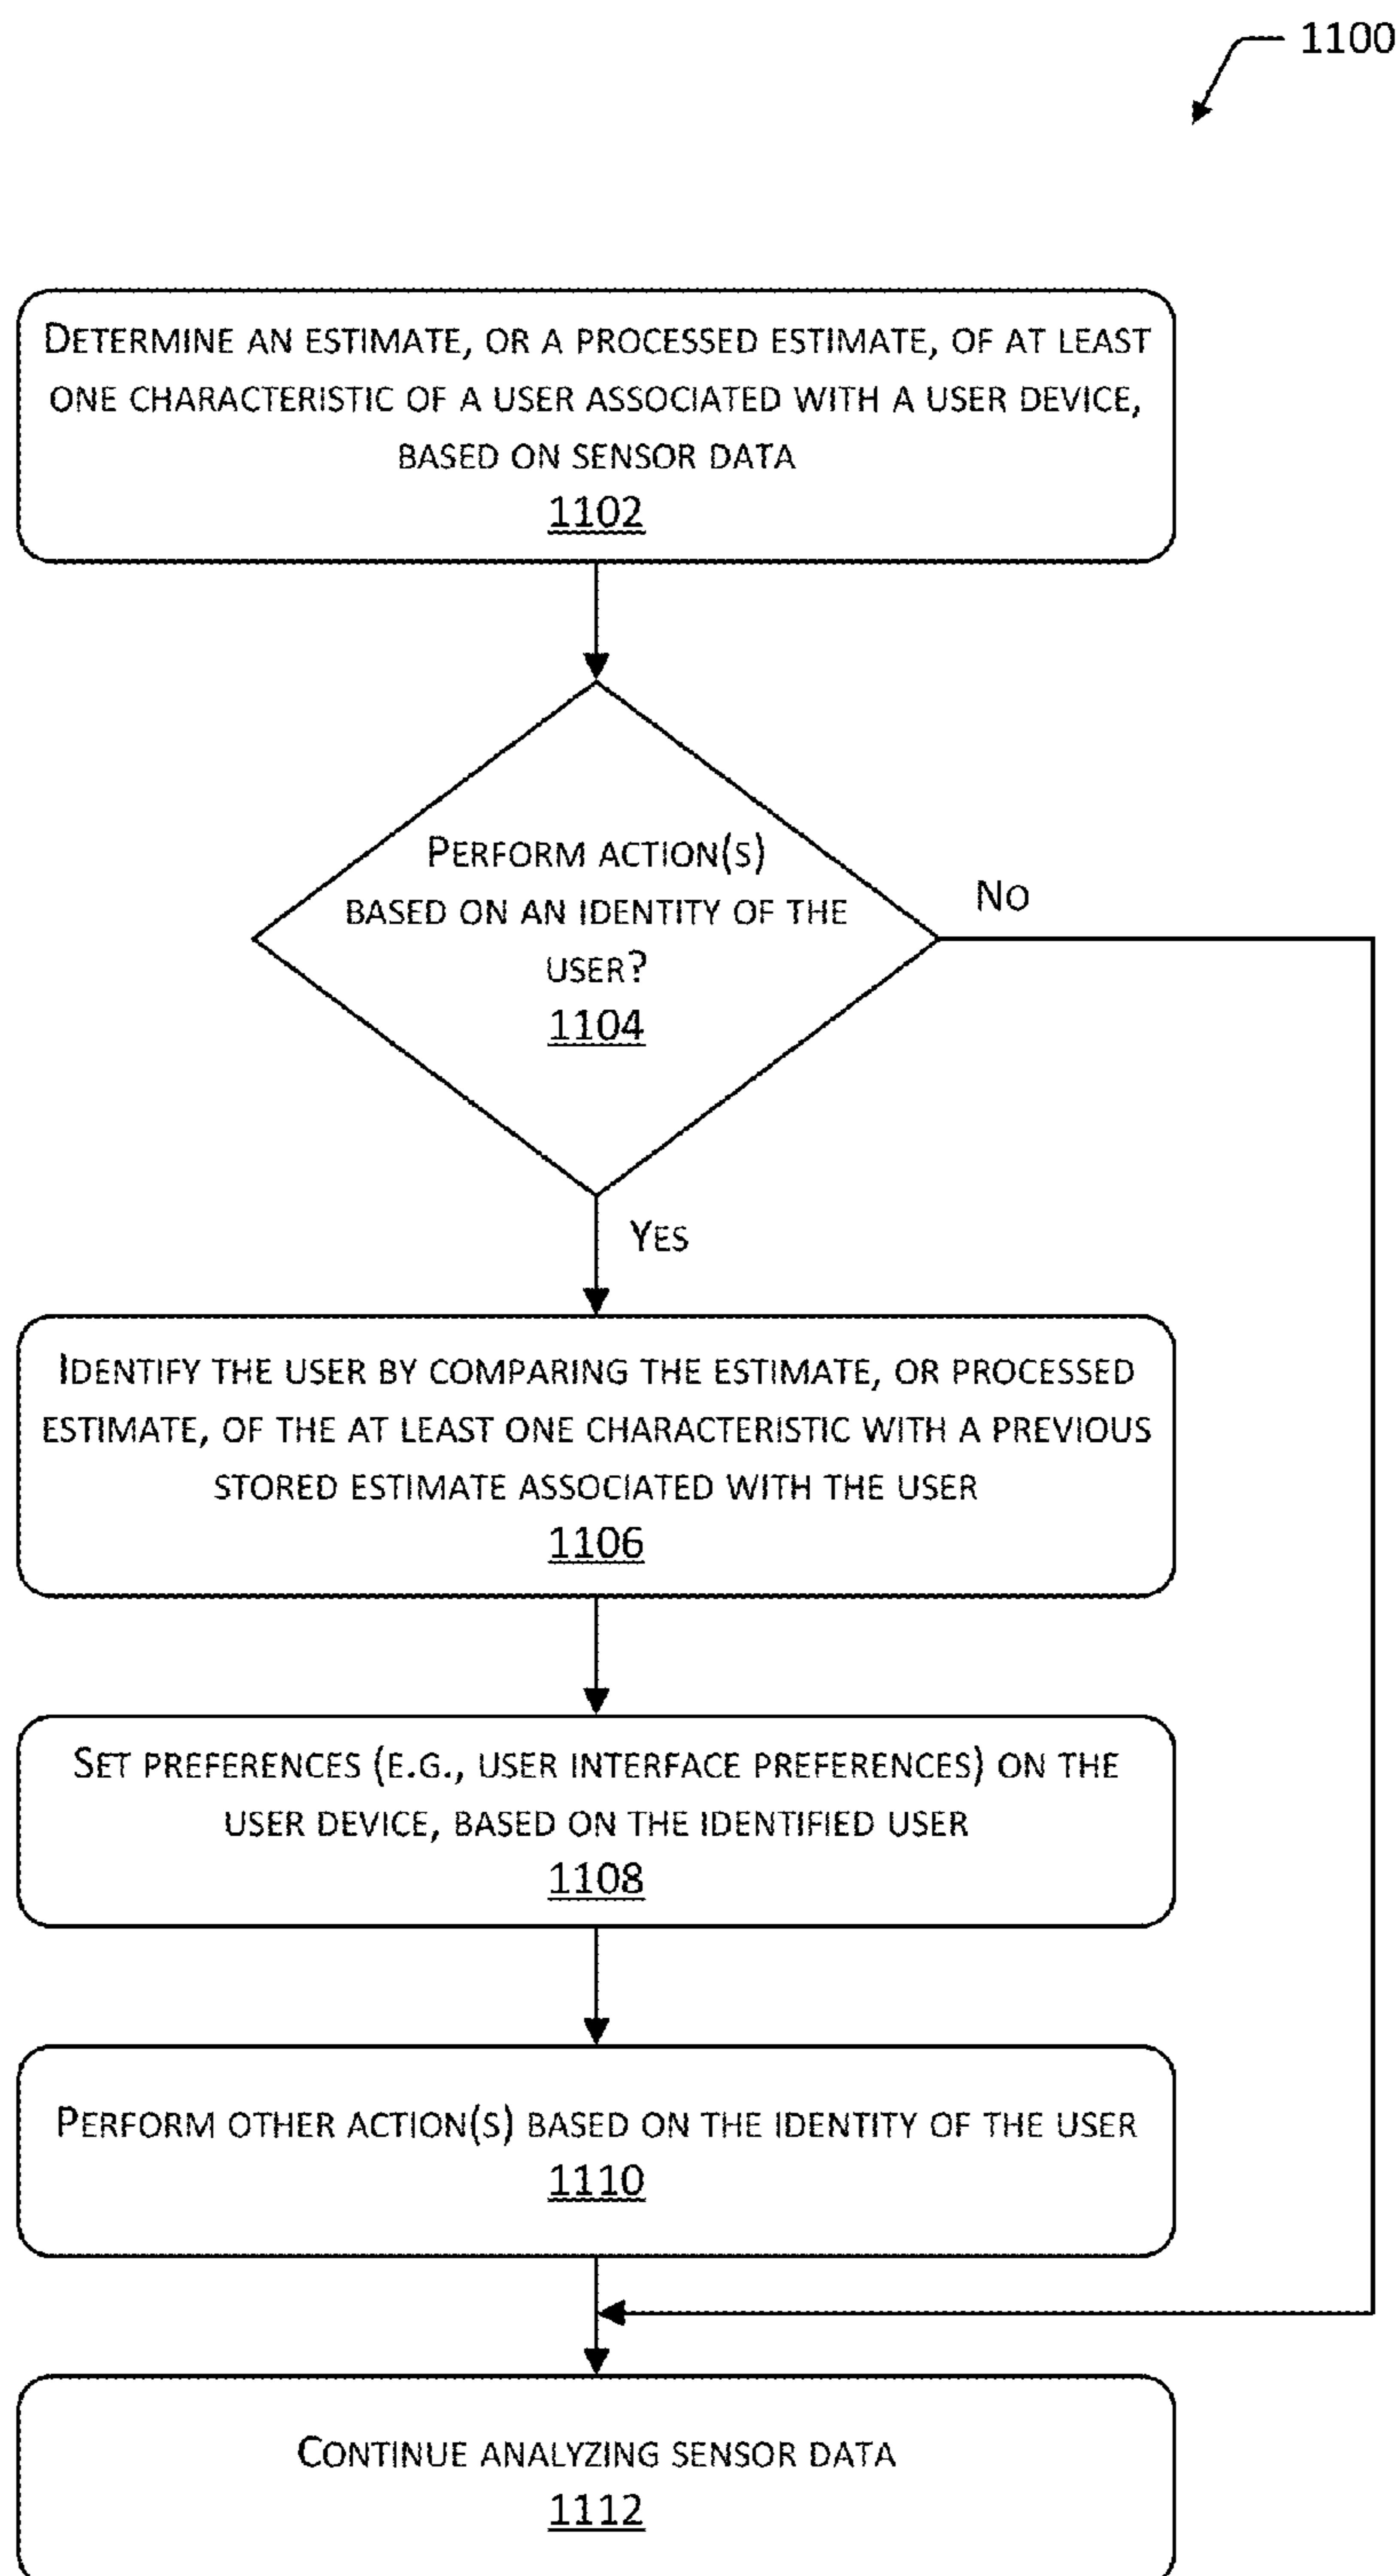 1100
DETERMINE AN ESTIMATE, OR A PROCESSED ESTIMATE, OF AT LEAST
ONE CHARACTERISTIC OF A USER ASSOCIATED WITH A USER DEVICE,
BASED ON SENSOR DATA
1102
PERFORM ACTION(S)
BASED ON AN IDENTITY OF THE
USER?
1104
NO
YES
IDENTIFY THE USER BY COMPARING THE ESTIMATE, OR PROCESSED
ESTIMATE, OF THE AT LEAST ONE CHARACTERISTIC WITH A PREVIOUS
STORED ESTIMATE ASSOCIATED WITH THE USER
1106
SET PREFERENCES (E.G., USER INTERFACE PREFERENCES) ON THE
USER DEVICE, BASED ON THE IDENTIFIED USER
1108
PERFORM OTHER ACTION(S) BASED ON THE IDENTITY OF THE USER
1110
CONTINUE ANALYZING SENSOR DATA
1112